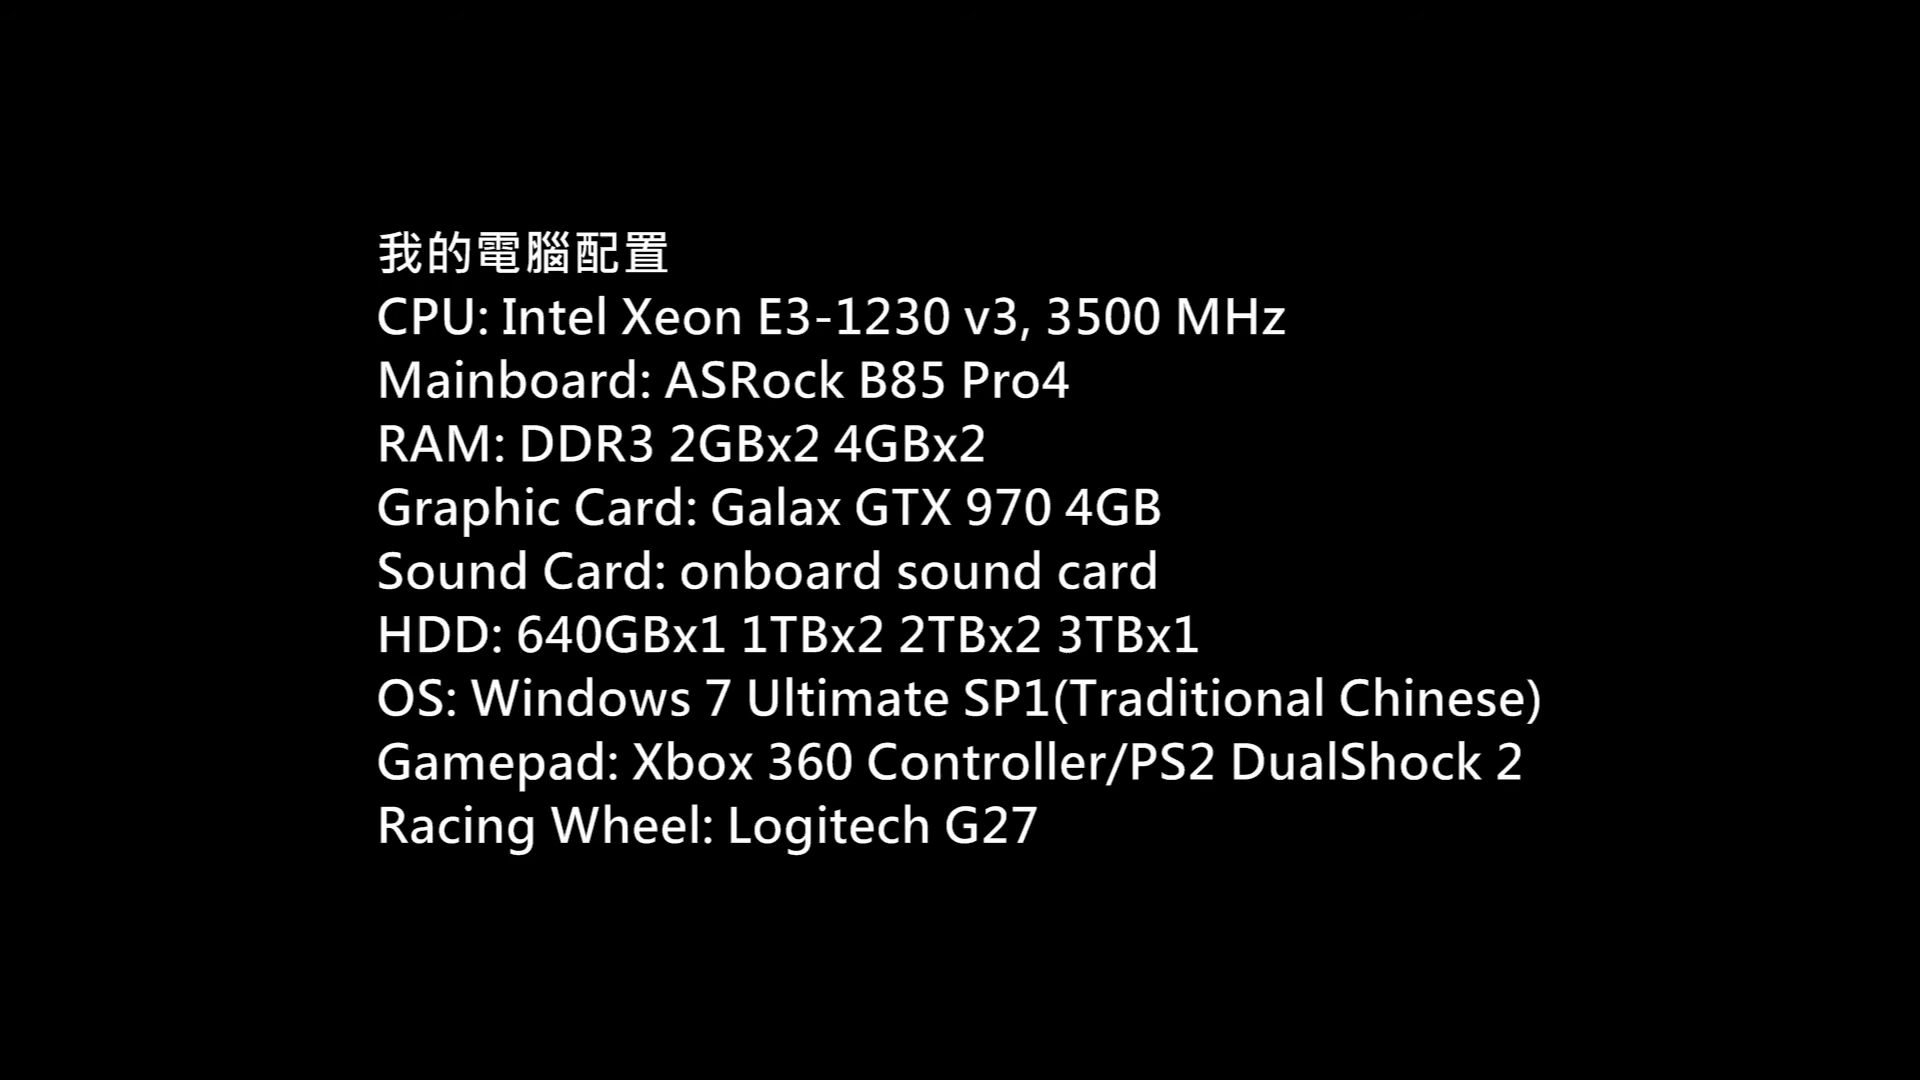 我的電腦配置
CPU: Intel Xeon E3-1230 v3, 3500 MHz
Mainboard: ASRock B85 Pro4
RAM: DDR3 2GBx2 4GBx2
Graphic Card: Galax GTX 970 4GB
Sound Card: onboard sound card
HDD: 640GBx1 1TBx2 2TBx2 3TBx1
OS: Windows 7 Ultimate SP1(Traditional Chinese)
Gamepad: Xbox 360 Controller/PS2 DualShock 2
Racing Wheel: Logitech G27